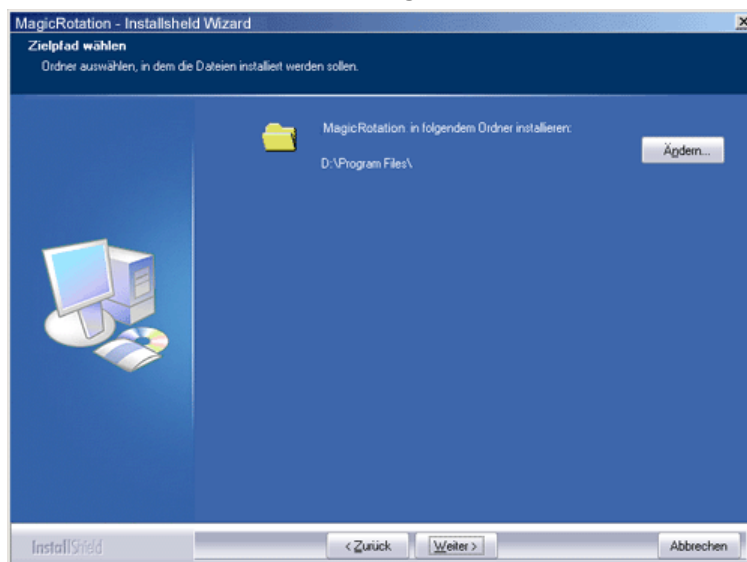 MagicRotation - Installsheld Wizard
Zielpfad wählen
Ordner auswählen, in dem die Dateien installiert werden sollen.
MagicRotation. in folgendem Ordner installieren:
Ändern...
D:\Program Files\
InstallShield
< Zurück
Weiter >
Abbrechen